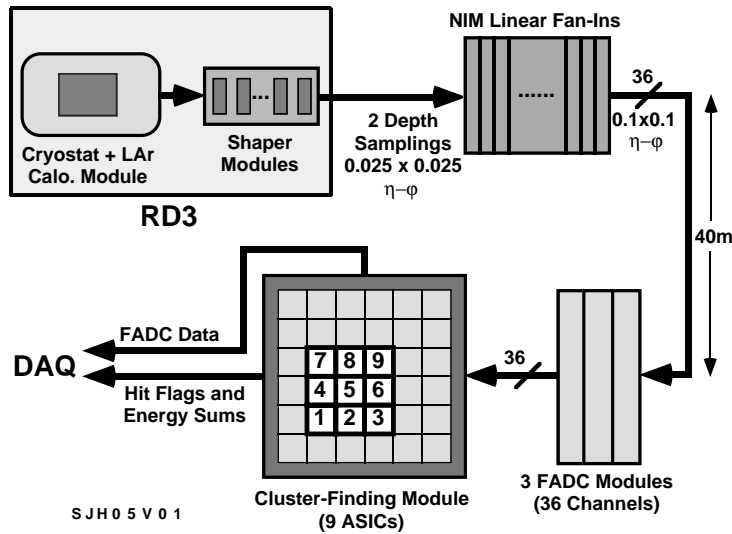 NIM Linear Fan-Ins
Cryostat + LAr
Calo. Module
Shaper
Modules
RD3
2 Depth
Samplings
0.025 x 0.025
η–φ
36
0.1x0.1
η–φ
40m
FADC Data
DAQ
Hit Flags and
Energy Sums
7 8 9
4 5 6
1 2 3
36
Cluster-Finding Module
(9 ASICs)
3 FADC Modules
(36 Channels)
SJH05V01